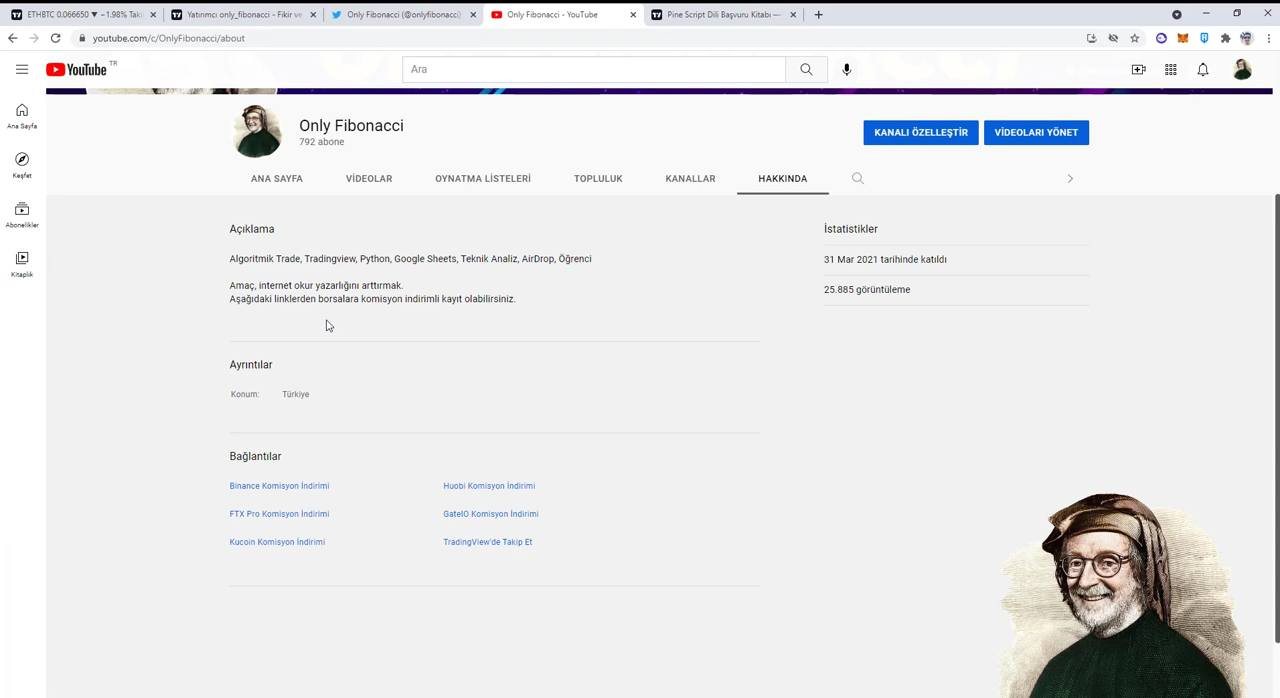 ETHBTC 0.066650 ▼ −1.98%
Yatırımcı only_fibonacci - Fikir ve
Only Fibonacci (@onlyfibonacci)
Only Fibonacci - YouTube
Pine Script Dili Başvuru Kitabı —
youtube.com/c/OnlyFibonacci/about
YouTube TR
Ara
Ana Sayfa
Keşfet
Abonelikler
Kitaplık
Only Fibonacci
792 abone
KANALI ÖZELLEŞTİR
VİDEOLARI YÖNET
ANA SAYFA
VİDEOLAR
OYNATMA LİSTELERİ
TOPLULUK
KANALLAR
HAKKINDA
Açıklama
Algoritmik Trade, Tradingview, Python, Google Sheets, Teknik Analiz, AirDrop, Öğrenci
Amaç, internet okur yazarlığını arttırmak.
Aşağıdaki linklerden borsalara komisyon indirimli kayıt olabilirsiniz.
Ayrıntılar
Konum: Türkiye
Bağlantılar
Binance Komisyon İndirimi
Huobi Komisyon İndirimi
FTX Pro Komisyon İndirimi
GateIO Komisyon İndirimi
Kucoin Komisyon İndirimi
TradingView'de Takip Et
İstatistikler
31 Mar 2021 tarihinde katıldı
25.885 görüntüleme